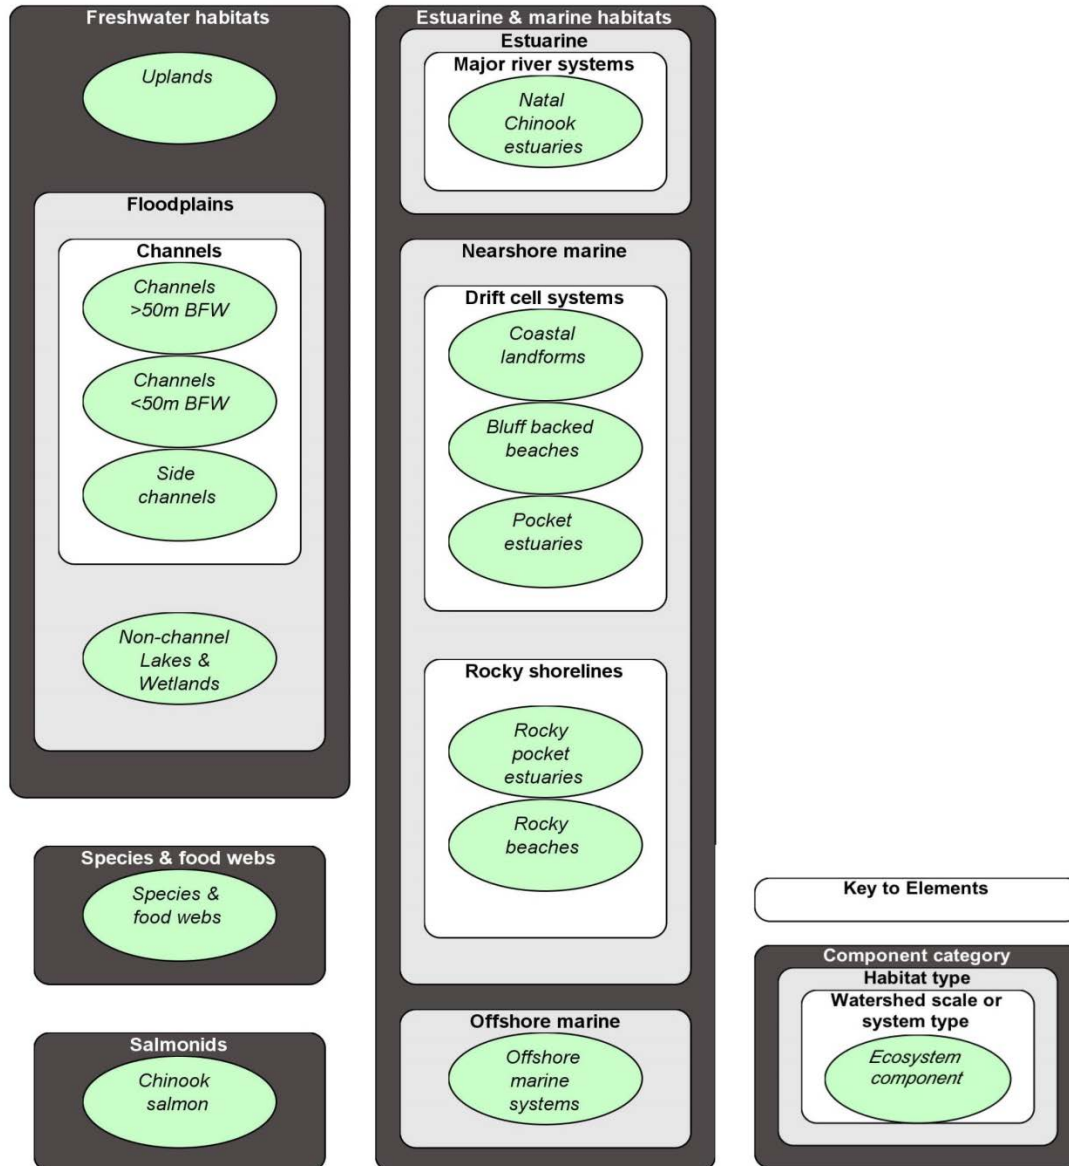 Freshwater habitats
Uplands
Floodplains
Channels
Channels
>50m BFW
Channels
<50m BFW
Side
channels
Non-channel
Lakes &
Wetlands
Species & food webs
Species &
food webs
Salmonids
Chinook
salmon
Estuarine & marine habitats
Estuarine
Major river systems
Natal
Chinook
estuaries
Nearshore marine
Drift cell systems
Coastal
landforms
Bluff backed
beaches
Pocket
estuaries
Rocky shorelines
Rocky
pocket
estuaries
Rocky
beaches
Offshore marine
Offshore
marine
systems
Key to Elements
Component category
Habitat type
Watershed scale or
system type
Ecosystem
component